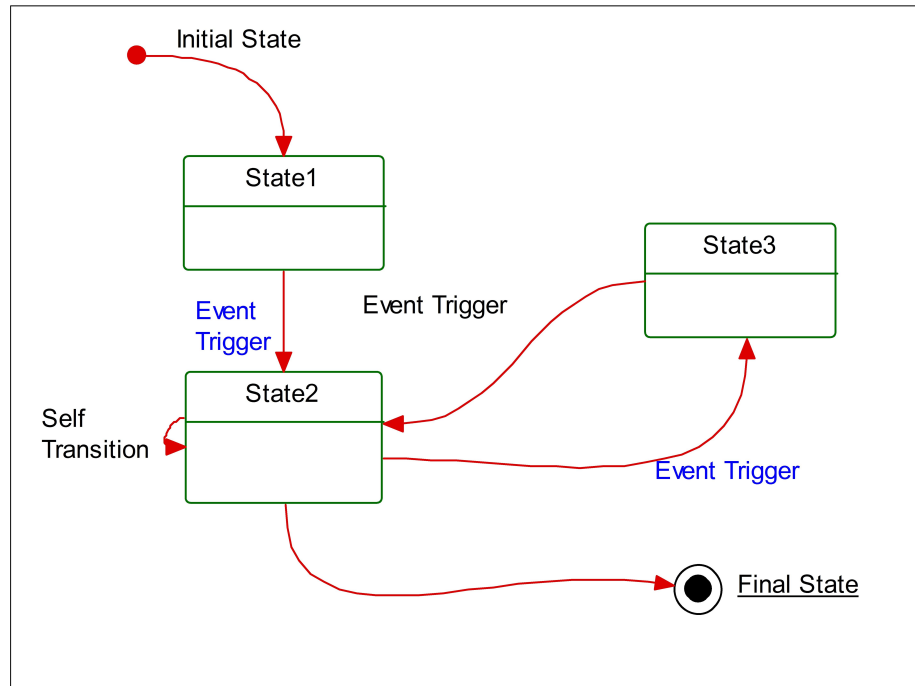 Initial State
State1
State3
Event Trigger
Event
Trigger
State2
Self
Transition
Event Trigger
Final State